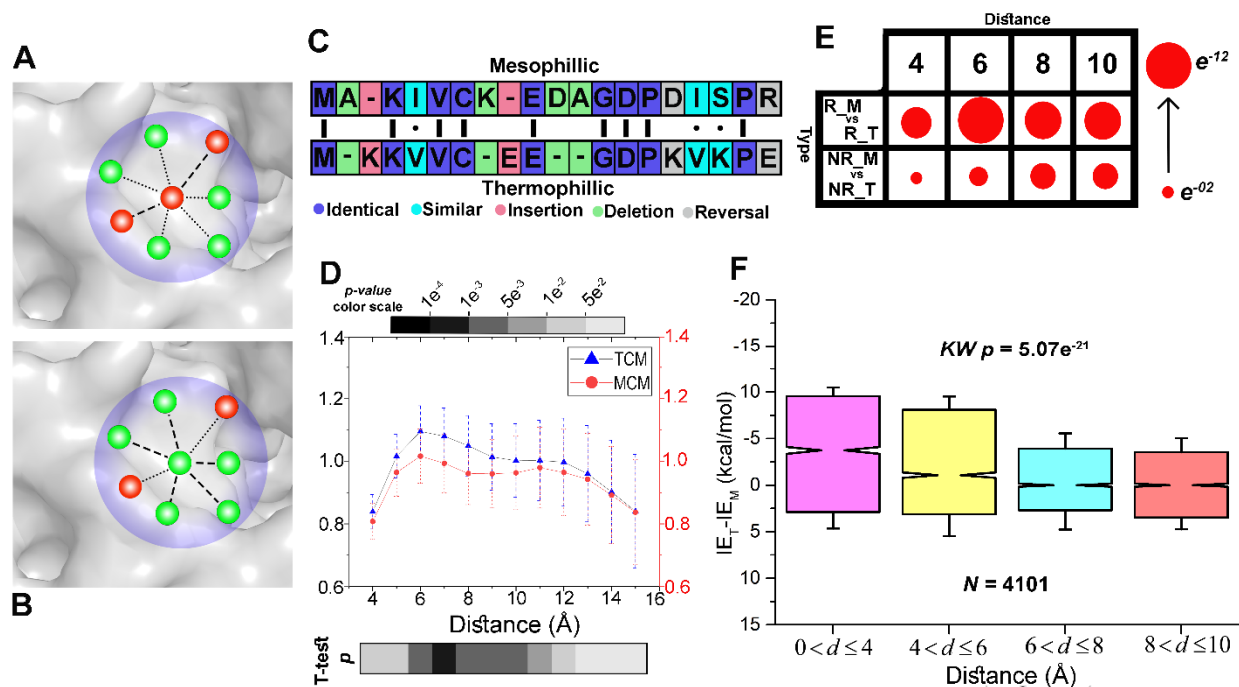 A
B
C
Mesophillic
M A - K I V C K - E D A G D P D I S P R
M - K K V V C - E E - - G D P K V K P E
Thermophillic
Identical Similar Insertion Deletion Reversal
D
p-value
color scale
1e-4 1e-3 5e-3 1e-2 5e-2
1.4 1.4
TCM
MCM
1.2 1.2
1.0 1.0
0.8 0.8
0.6 0.6
4 6 8 10 12 14 16
Distance (Å)
T-test
p
E
Distance
4 6 8 10
e-12
Type
R_M
vs
R_T
NR_M
vs
NR_T
e-02
F
-20
-15
-10
-5
0
5
10
15
IET-IEM (kcal/mol)
KW p = 5.07e-21
N = 4101
0 < d ≤ 4 4 < d ≤ 6 6 < d ≤ 8 8 < d ≤ 10
Distance (Å)